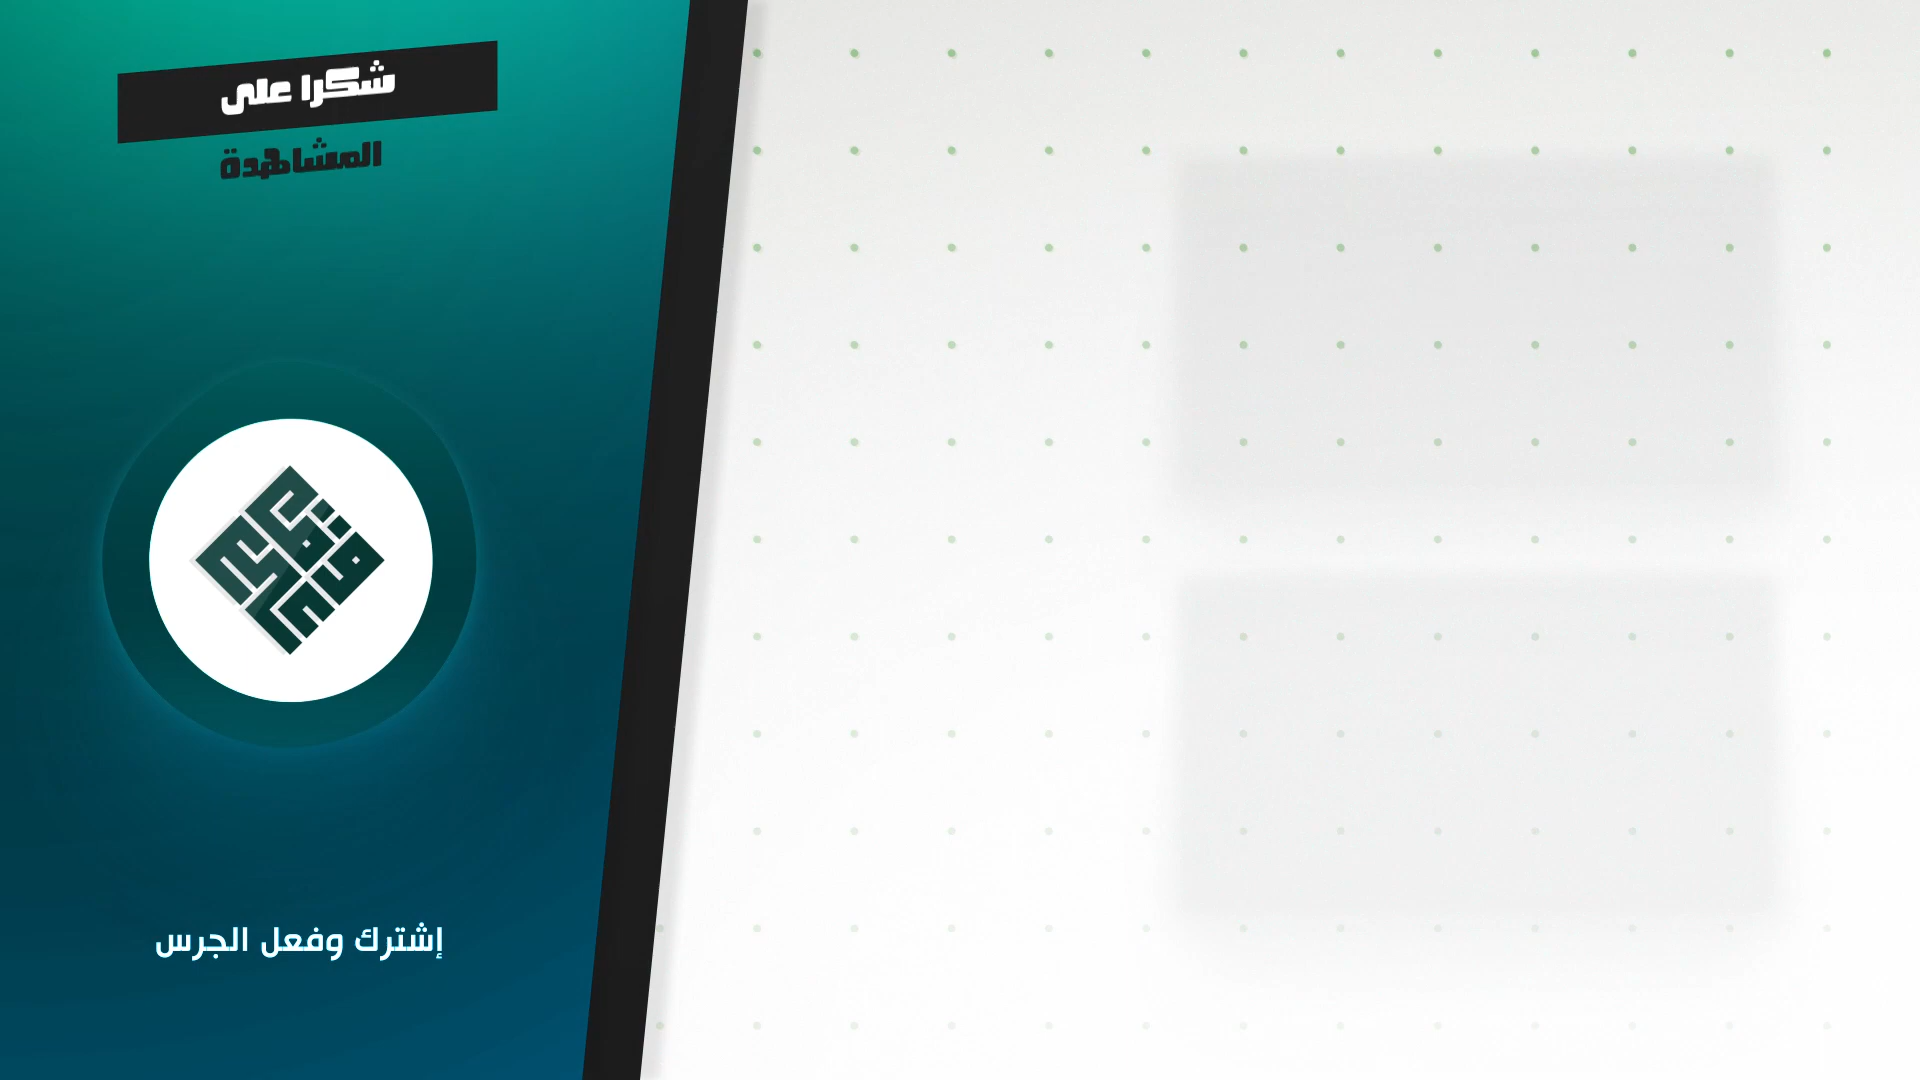 شكرا على
المشاهدة
إشترك وفعل الجرس